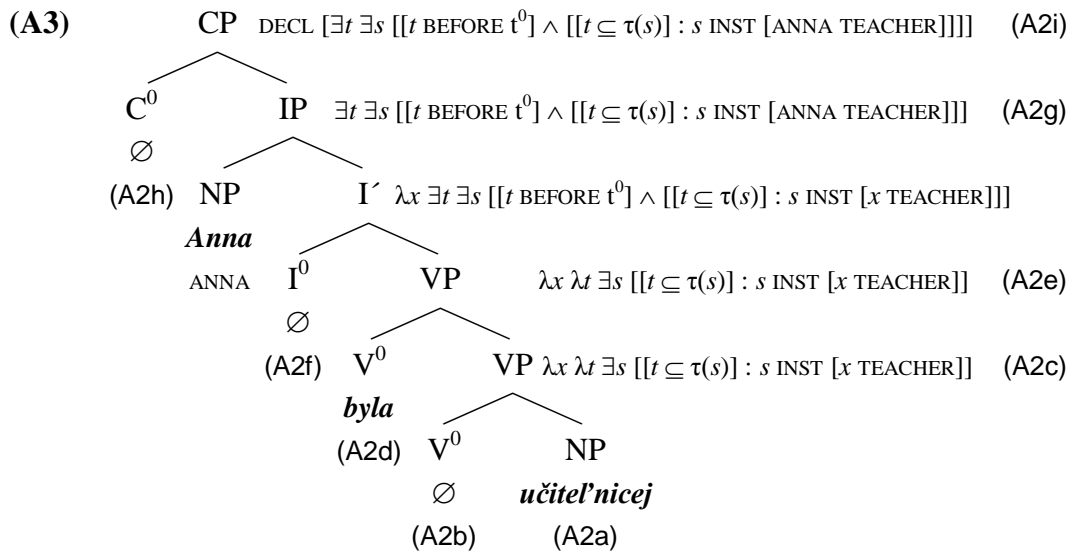 (A3) CP DECL [∃t ∃s [[t BEFORE t⁰] ∧ [[t ⊆ τ(s)] : s INST [ANNA TEACHER]]]] (A2i)
C⁰ IP ∃t ∃s [[t BEFORE t⁰] ∧ [[t ⊆ τ(s)] : s INST [ANNA TEACHER]]] (A2g)
∅
(A2h) NP I´ λx ∃t ∃s [[t BEFORE t⁰] ∧ [[t ⊆ τ(s)] : s INST [x TEACHER]]]
Anna
ANNA I⁰ VP λx λt ∃s [[t ⊆ τ(s)] : s INST [x TEACHER]] (A2e)
∅
(A2f) V⁰ VP λx λt ∃s [[t ⊆ τ(s)] : s INST [x TEACHER]] (A2c)
byla
(A2d) V⁰ NP
∅ učitel'nicej
(A2b) (A2a)